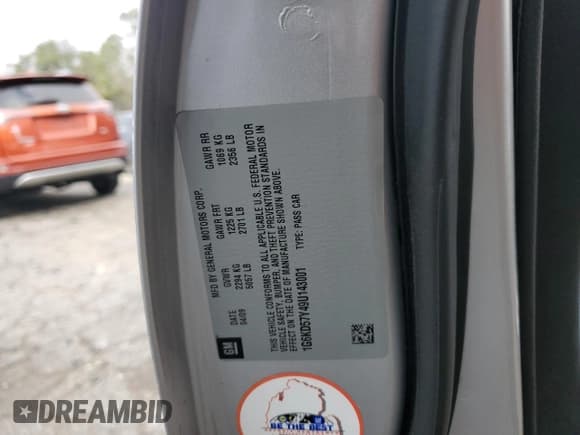 MFD BY GENERAL MOTORS CORP.
DATE GVWR GAWR FRT GAWR RR
04/09 2294 KG 1225 KG 1069 KG
5057 LB 2701 LB 2356 LB
THIS VEHICLE CONFORMS TO ALL APPLICABLE U.S. FEDERAL MOTOR
VEHICLE SAFETY, BUMPER, AND THEFT PREVENTION STANDARDS IN
EFFECT ON THE DATE OF MANUFACTURE SHOWN ABOVE.
1G6KD57Y49U143001 TYPE: PASS CAR
GM
BE THE BEST
DREAMBID